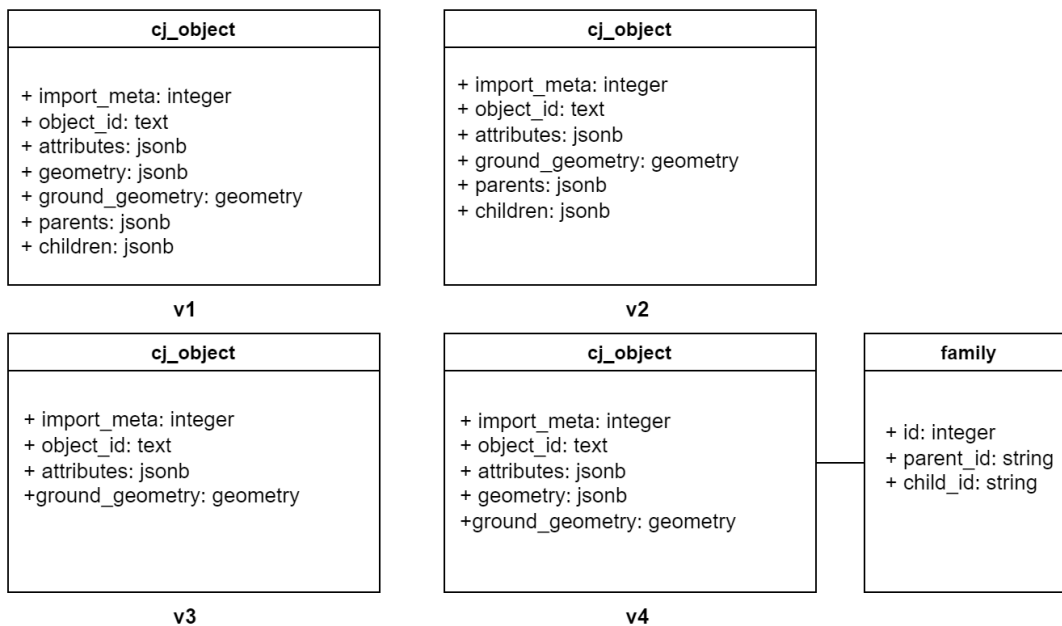 cj_object
+ import_meta: integer
+ object_id: text
+ attributes: jsonb
+ geometry: jsonb
+ ground_geometry: geometry
+ parents: jsonb
+ children: jsonb
v1
cj_object
+ import_meta: integer
+ object_id: text
+ attributes: jsonb
+ ground_geometry: geometry
+ parents: jsonb
+ children: jsonb
v2
cj_object
+ import_meta: integer
+ object_id: text
+ attributes: jsonb
+ground_geometry: geometry
v3
cj_object
+ import_meta: integer
+ object_id: text
+ attributes: jsonb
+ geometry: jsonb
+ground_geometry: geometry
v4
family
+ id: integer
+ parent_id: string
+ child_id: string